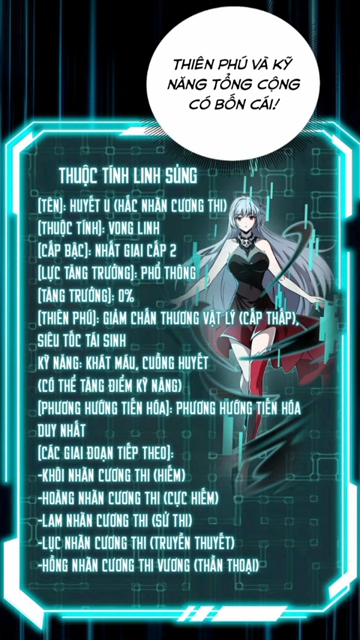 THIÊN PHÚ VÀ KỸ
NĂNG TỔNG CỘNG
CÓ BỐN CÁI!
THUỘC TÍNH LINH SỦNG
(TÊN): HUYẾT U (HẮC NHÃN CƯƠNG THI)
(THUỘC TÍNH): VONG LINH
(CẤP BẬC): NHẤT GIAI CẤP 2
(LỰC TĂNG TRƯỞNG): PHỔ THÔNG
(TĂNG TRƯỞNG): 0%
(THIÊN PHÚ): GIẢM CHẤN THƯƠNG VẬT LÝ (CẤP THẤP),
SIÊU TỐC TÁI SINH
KỸ NĂNG: KHÁT MÁU, CUỒNG HUYẾT
(CÓ THỂ TĂNG ĐIỂM KỸ NĂNG)
(PHƯƠNG HƯỚNG TIẾN HÓA): PHƯƠNG HƯỚNG TIẾN HÓA
DUY NHẤT
(CÁC GIAI ĐOẠN TIẾP THEO):
-KHÔI NHÃN CƯƠNG THI (HIẾM)
-HOÀNG NHÃN CƯƠNG THI (CỰC HIẾM)
-LAM NHÃN CƯƠNG THI (SỬ THI)
-LỤC NHÃN CƯƠNG THI (TRUYỀN THUYẾT)
-HỒNG NHÃN CƯƠNG THI VƯƠNG (THẦN THOẠI)